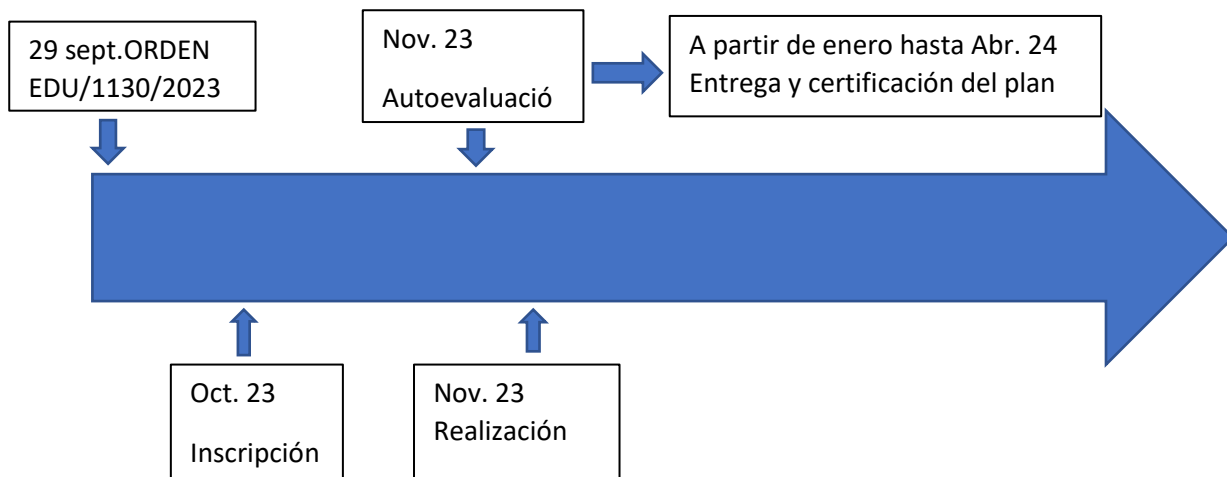 29 sept.ORDEN
EDU/1130/2023
Nov. 23
Autoevaluació
A partir de enero hasta Abr. 24
Entrega y certificación del plan
Oct. 23
Inscripción
Nov. 23
Realización